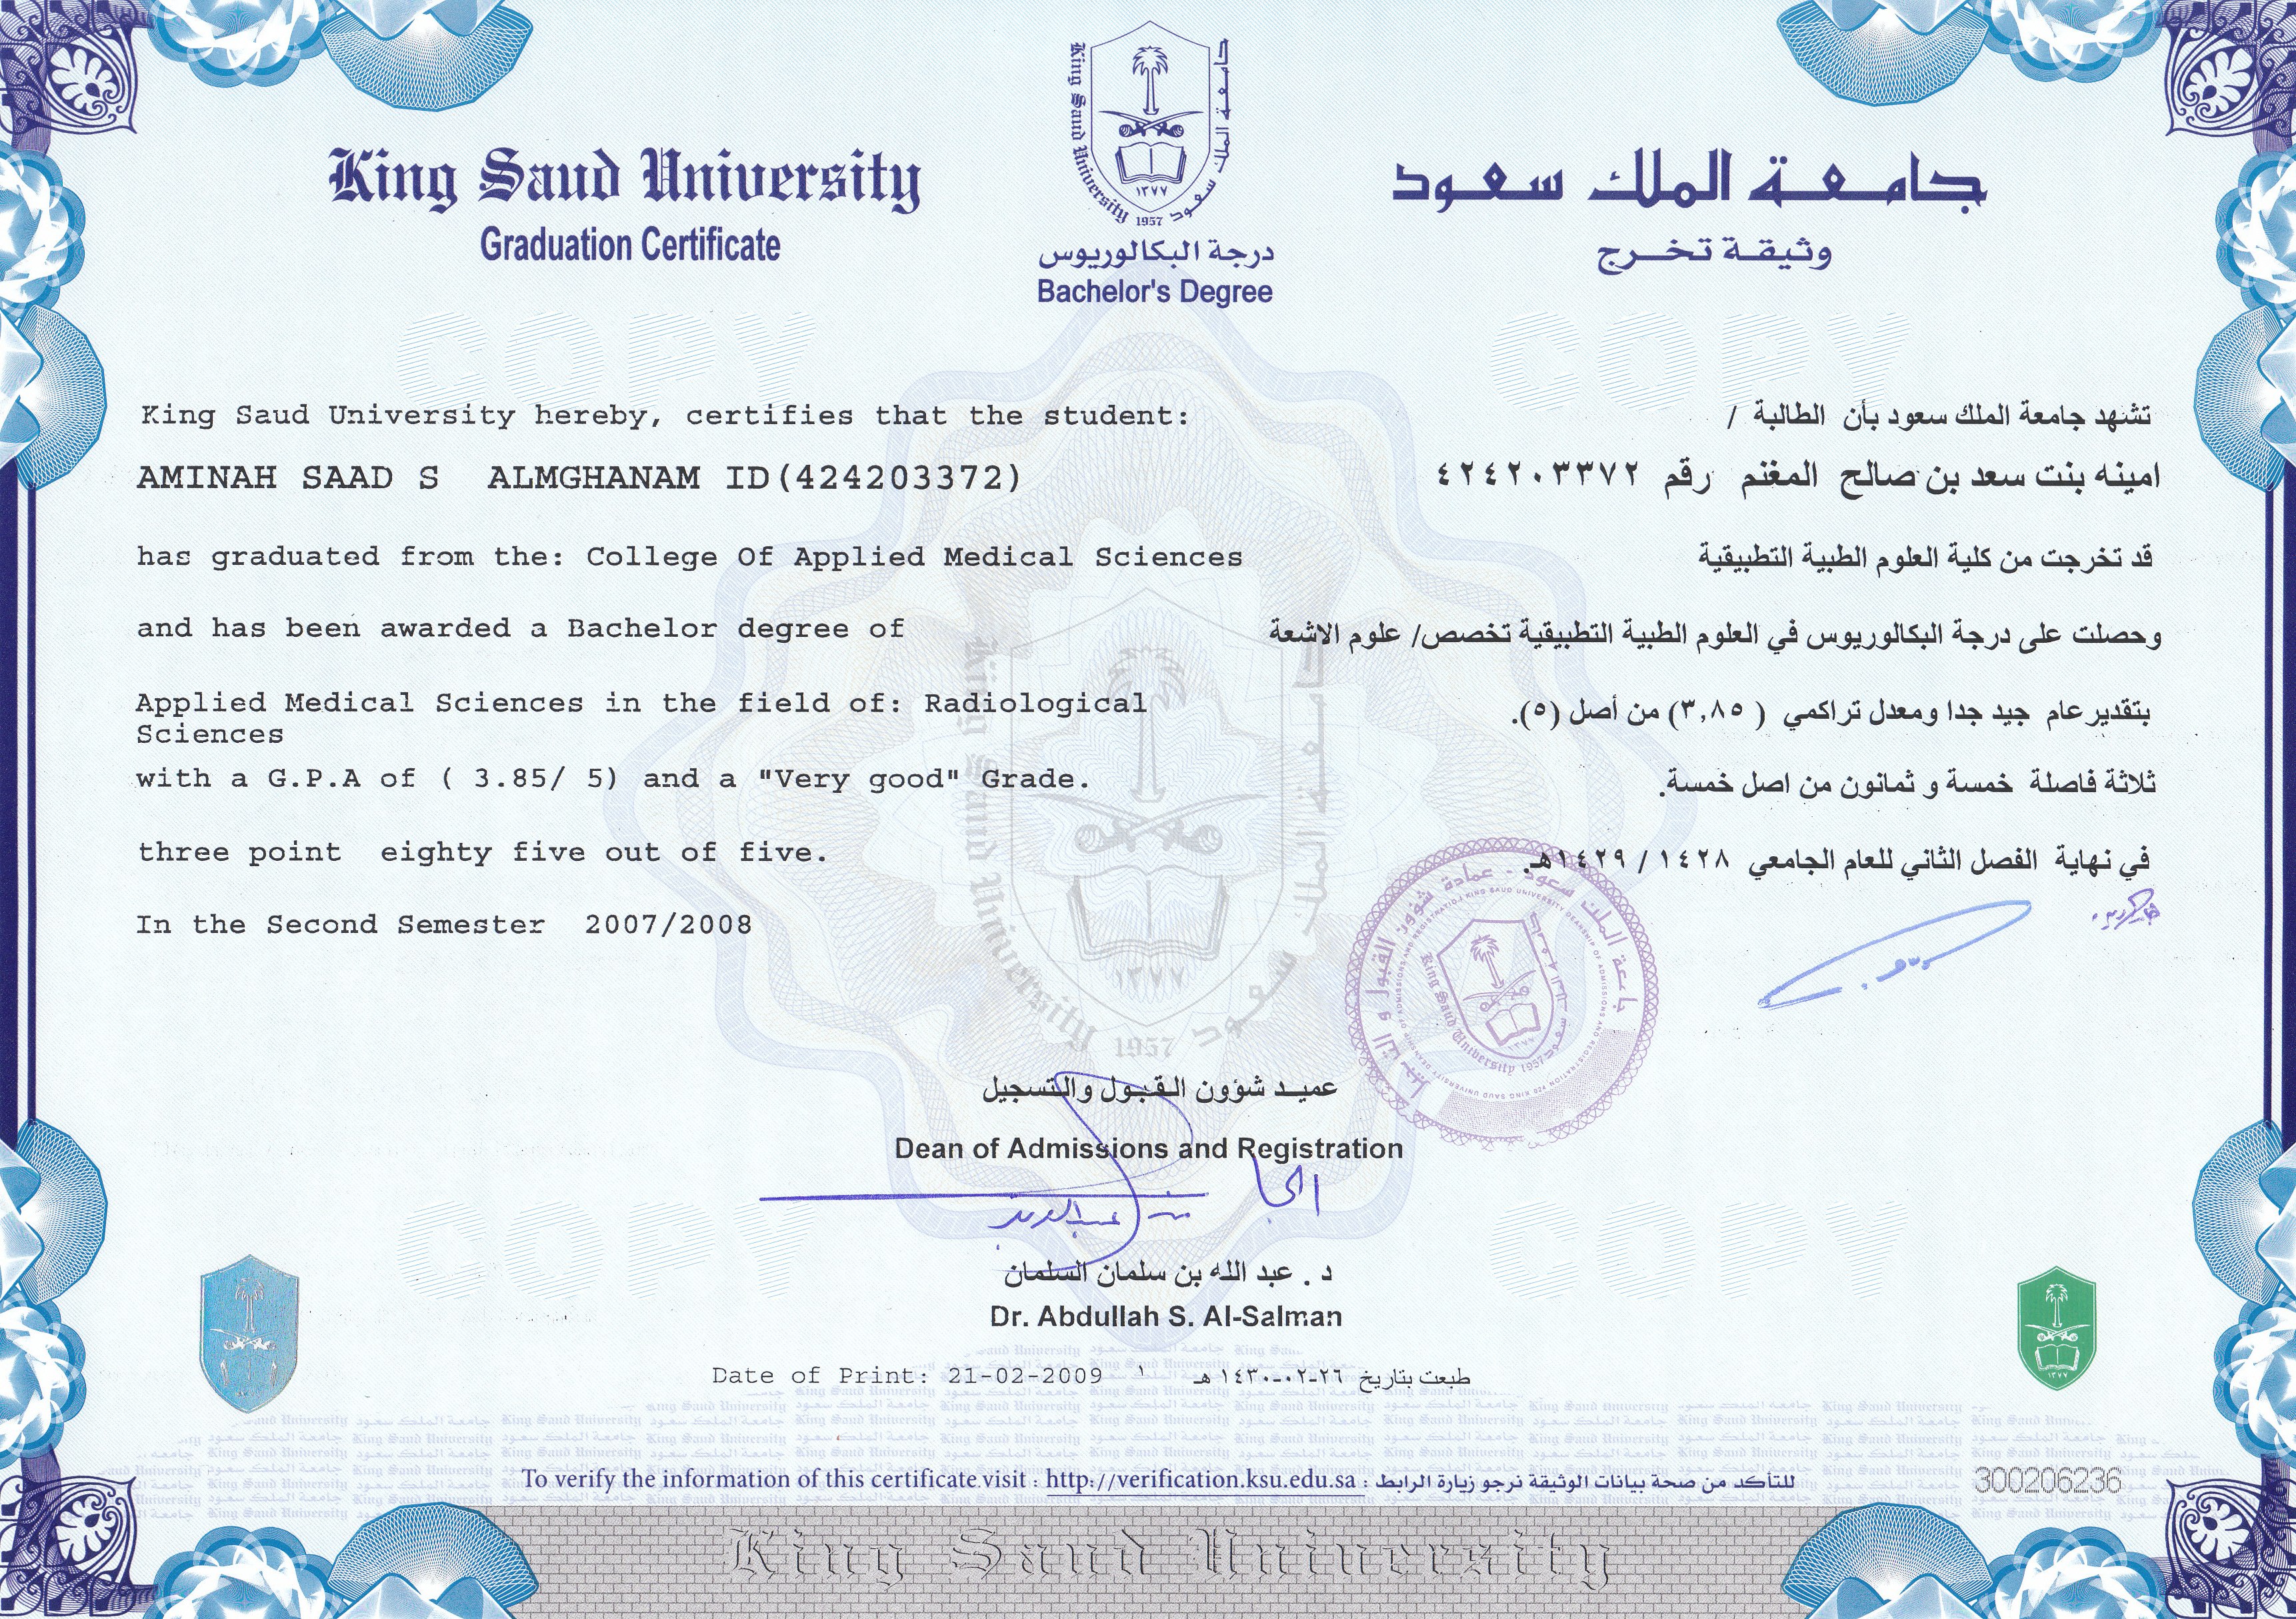 King Saud University
Graduation Certificate
جامعة الملك سعود
King Saud University
١٣٧٧
1957
درجة البكالوريوس
Bachelor's Degree
جامعة الملك سعود
وثيقة تخرج
COPY
COPY
King Saud University hereby, certifies that the student:
AMINAH SAAD S ALMGHANAM ID(424203372)
has graduated from the: College Of Applied Medical Sciences
and has been awarded a Bachelor degree of
Applied Medical Sciences in the field of: Radiological
Sciences
with a G.P.A of ( 3.85/ 5) and a "Very good" Grade.
three point eighty five out of five.
In the Second Semester 2007/2008
تشهد جامعة الملك سعود بأن الطالبة /
امينه بنت سعد بن صالح المغنم رقم ٤٢٤٢٠٣٣٧٢
قد تخرجت من كلية العلوم الطبية التطبيقية
وحصلت على درجة البكالوريوس في العلوم الطبية التطبيقية تخصص/ علوم الاشعة
بتقديرعام جيد جدا ومعدل تراكمي ( ٣,٨٥) من أصل (٥).
ثلاثة فاصلة خمسة و ثمانون من اصل خمسة.
في نهاية الفصل الثاني للعام الجامعي ١٤٢٨ / ١٤٢٩هـ.
King Saud University
جامعة الملك سعود
١٣٧٧
1957
عميد شؤون القبول والتسجيل
Dean of Admissions and Registration
COPY
COPY
د . عبد الله بن سلمان السلمان
Dr. Abdullah S. Al-Salman
Date of Print: 21-02-2009
طبعت بتاريخ ٢٦-٠٢-١٤٣٠ هـ
To verify the information of this certificate visit : http://verification.ksu.edu.sa : للتأكد من صحة بيانات الوثيقة نرجو زيارة الرابط
300206236
King Saud University